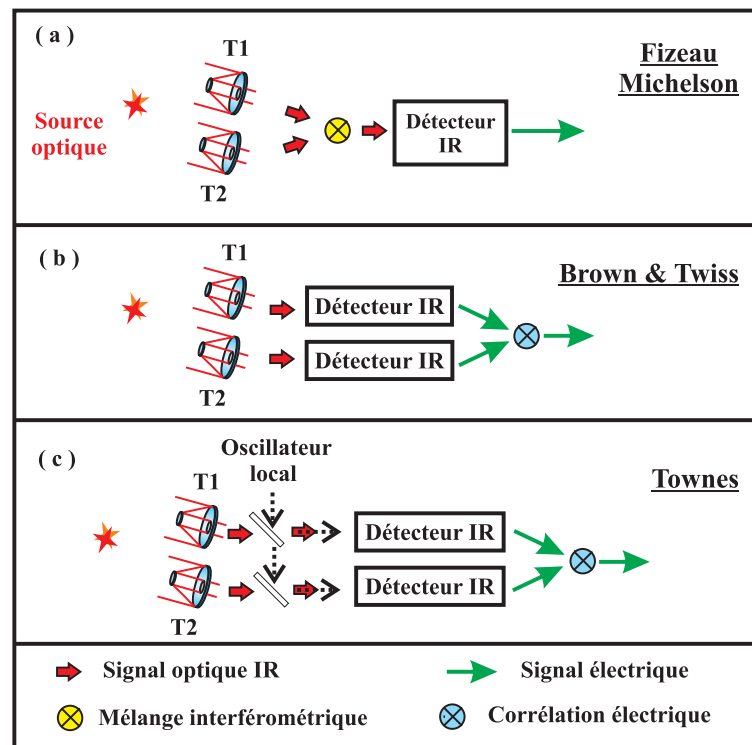 ( a )
T1
Fizeau
Michelson
Source
optique
Détecteur
IR
T2
( b )
T1
Brown & Twiss
Détecteur IR
Détecteur IR
T2
( c )
Oscillateur
local
T1
Townes
Détecteur IR
Détecteur IR
T2
Signal optique IR
Signal électrique
Mélange interférométrique
Corrélation électrique